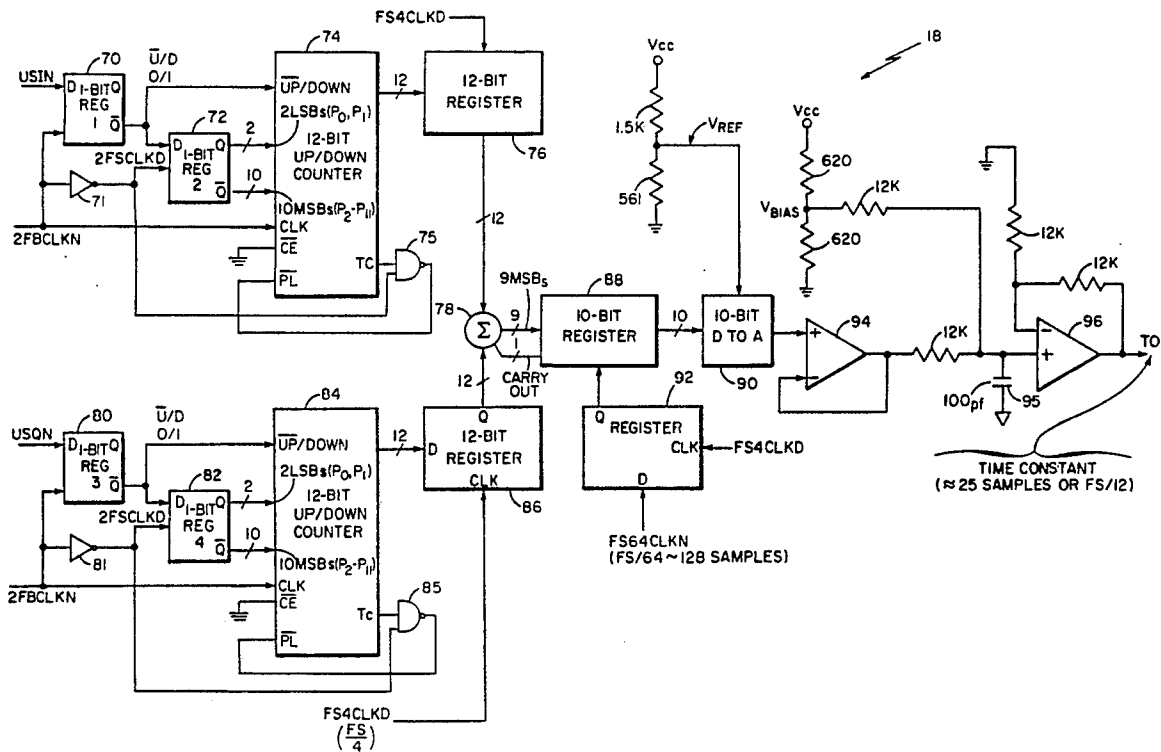 FS4CLKD
18
70
USIN
D 1-BIT Q
REG
1
Q̅
U̅/D
0/1
74
U̅P̅/DOWN
2LSBs(P0, P1)
12-BIT
UP/DOWN
COUNTER
10MSBs(P2-P11)
CLK
C̅E̅
TC
P̅L̅
72
2FSCLKD
D 1-BIT Q
REG
2
Q̅
2
10
71
2FBCLKN
75
12
12-BIT
REGISTER
76
12
Vcc
1.5K
VREF
561
Vcc
620
12K
VBIAS
620
12K
12K
78
Σ
9MSBs
9
1
CARRY
OUT
12
88
10-BIT
REGISTER
10
10-BIT
D TO A
90
+
-
94
12K
-
+
96
TO
100pf
95
92
Q
REGISTER
CLK
FS4CLKD
D
FS64CLKN
(FS/64~128 SAMPLES)
TIME CONSTANT
(≈25 SAMPLES OR FS/12)
80
USQN
D 1-BIT Q
REG
3
Q̅
U̅/D
0/1
84
U̅P̅/DOWN
2LSBs(P0, P1)
12-BIT
UP/DOWN
COUNTER
10MSBs(P2-P11)
CLK
C̅E̅
Tc
P̅L̅
82
2FSCLKD
D 1-BIT Q
REG
4
Q̅
2
10
81
2FBCLKN
85
12
Q
D 12-BIT
REGISTER
CLK
86
FS4CLKD
(FS/4)